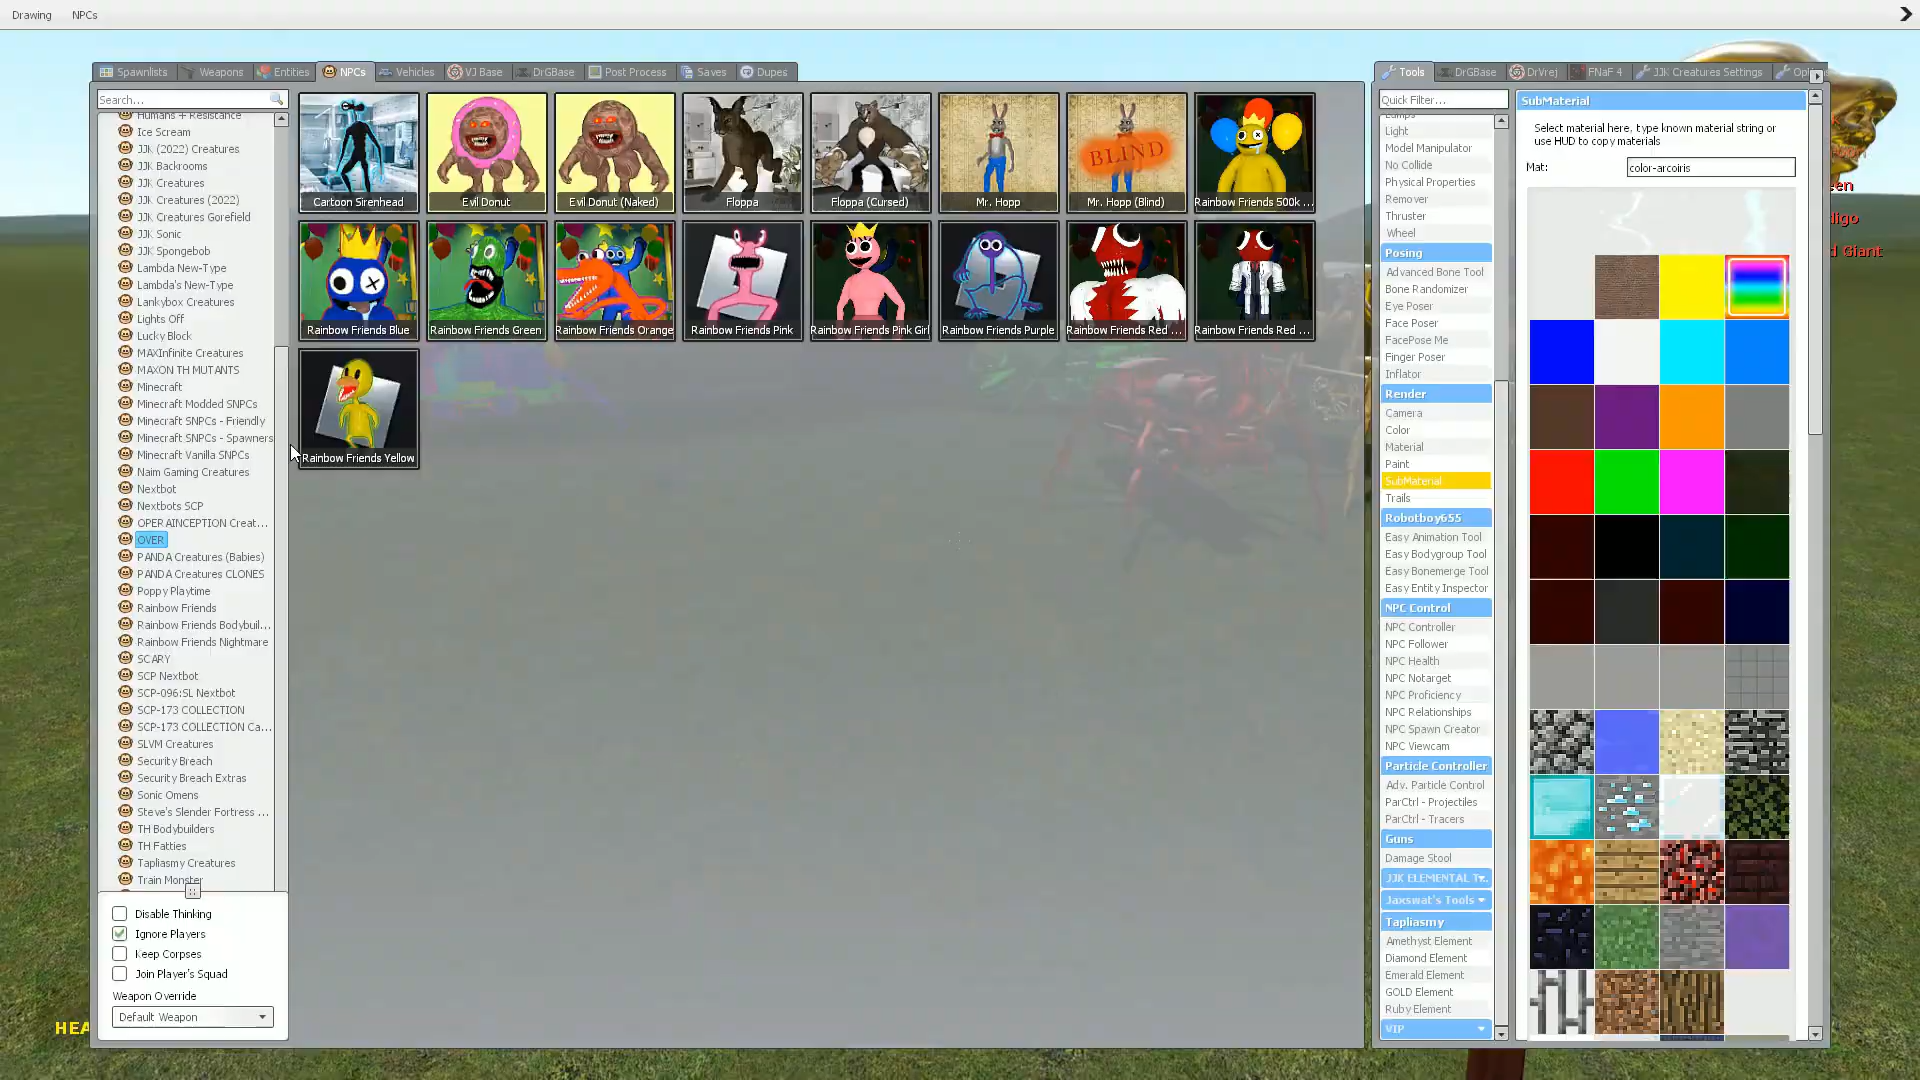 Drawing NPCs
Spawnlists Weapons Entities NPCs Vehicles VJ Base DrGBase Post Process Saves Dupes
Search...
Humans + Resistance
Ice Scream
JJK (2022) Creatures
JJK Backrooms
JJK Creatures
JJK Creatures (2022)
JJK Creatures Gorefield
JJK Sonic
JJK Spongebob
Lambda New-Type
Lambda's New-Type
Lankybox Creatures
Lights Off
Lucky Block
MAXInfinite Creatures
MAXON TH MUTANTS
Minecraft
Minecraft Modded SNPCs
Minecraft SNPCs - Friendly
Minecraft SNPCs - Spawners
Minecraft Vanilla SNPCs
Naim Gaming Creatures
Nextbot
Nextbots SCP
OPERAINCEPTION Creat...
OVER
PANDA Creatures (Babies)
PANDA Creatures CLONES
Poppy Playtime
Rainbow Friends
Rainbow Friends Bodybuil...
Rainbow Friends Nightmare
SCARY
SCP Nextbot
SCP-096:SL Nextbot
SCP-173 COLLECTION
SCP-173 COLLECTION Ca...
SLVM Creatures
Security Breach
Security Breach Extras
Sonic Omens
Steve's Slender Fortress ...
TH Bodybuilders
TH Fatties
Tapliasmy Creatures
Train Monster
Disable Thinking
Ignore Players
Keep Corpses
Join Player's Squad
Weapon Override
Default Weapon
HEA
Cartoon Sirenhead
Evil Donut
Evil Donut (Naked)
Floppa
Floppa (Cursed)
Mr. Hopp
BLIND
Mr. Hopp (Blind)
Rainbow Friends 500k ...
Rainbow Friends Blue
Rainbow Friends Green
Rainbow Friends Orange
Rainbow Friends Pink
Rainbow Friends Pink Girl
Rainbow Friends Purple
Rainbow Friends Red ...
Rainbow Friends Red ...
Rainbow Friends Yellow
Tools DrGBase DrVrej FNaF 4 JJK Creatures Settings
Quick Filter...
Lamps
Light
Model Manipulator
No Collide
Physical Properties
Remover
Thruster
Wheel
Posing
Advanced Bone Tool
Bone Randomizer
Eye Poser
Face Poser
FacePose Me
Finger Poser
Inflator
Render
Camera
Color
Material
Paint
SubMaterial
Trails
Robotboy655
Easy Animation Tool
Easy Bodygroup Tool
Easy Bonemerge Tool
Easy Entity Inspector
NPC Control
NPC Controller
NPC Follower
NPC Health
NPC Notarget
NPC Proficiency
NPC Relationships
NPC Spawn Creator
NPC Viewcam
Particle Controller
Adv. Particle Control
ParCtrl - Projectiles
ParCtrl - Tracers
Guns
Damage Stool
JJK ELEMENTAL T...
Jaxswat's Tools
Tapliasmy
Amethyst Element
Diamond Element
Emerald Element
GOLD Element
Ruby Element
VIP
SubMaterial
Select material here, type known material string or
use HUD to copy materials
Mat: color-arcoiris
een
digo
d Giant